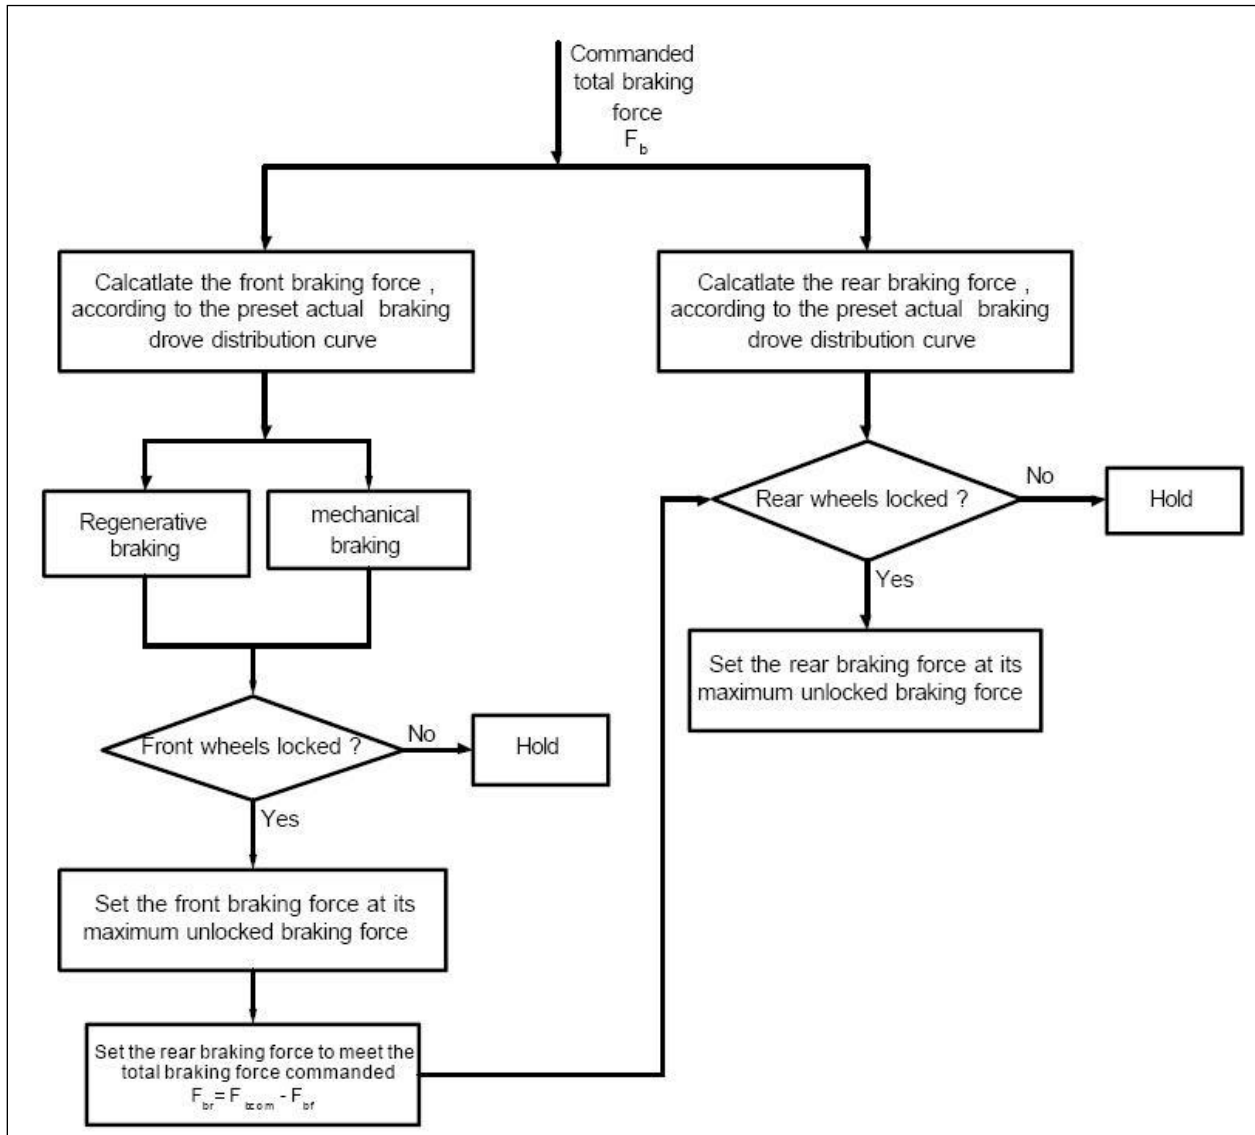 Commanded
total braking
force
F_b
Calcatlate the front braking force ,
according to the preset actual braking
drove distribution curve
Calcatlate the rear braking force ,
according to the preset actual braking
drove distribution curve
Regenerative
braking
mechanical
braking
Rear wheels locked ?
No
Hold
Yes
Set the rear braking force at its
maximum unlocked braking force
Front wheels locked ?
No
Hold
Yes
Set the front braking force at its
maximum unlocked braking force
Set the rear braking force to meet the
total braking force commanded
F_br = F_bcom - F_bf